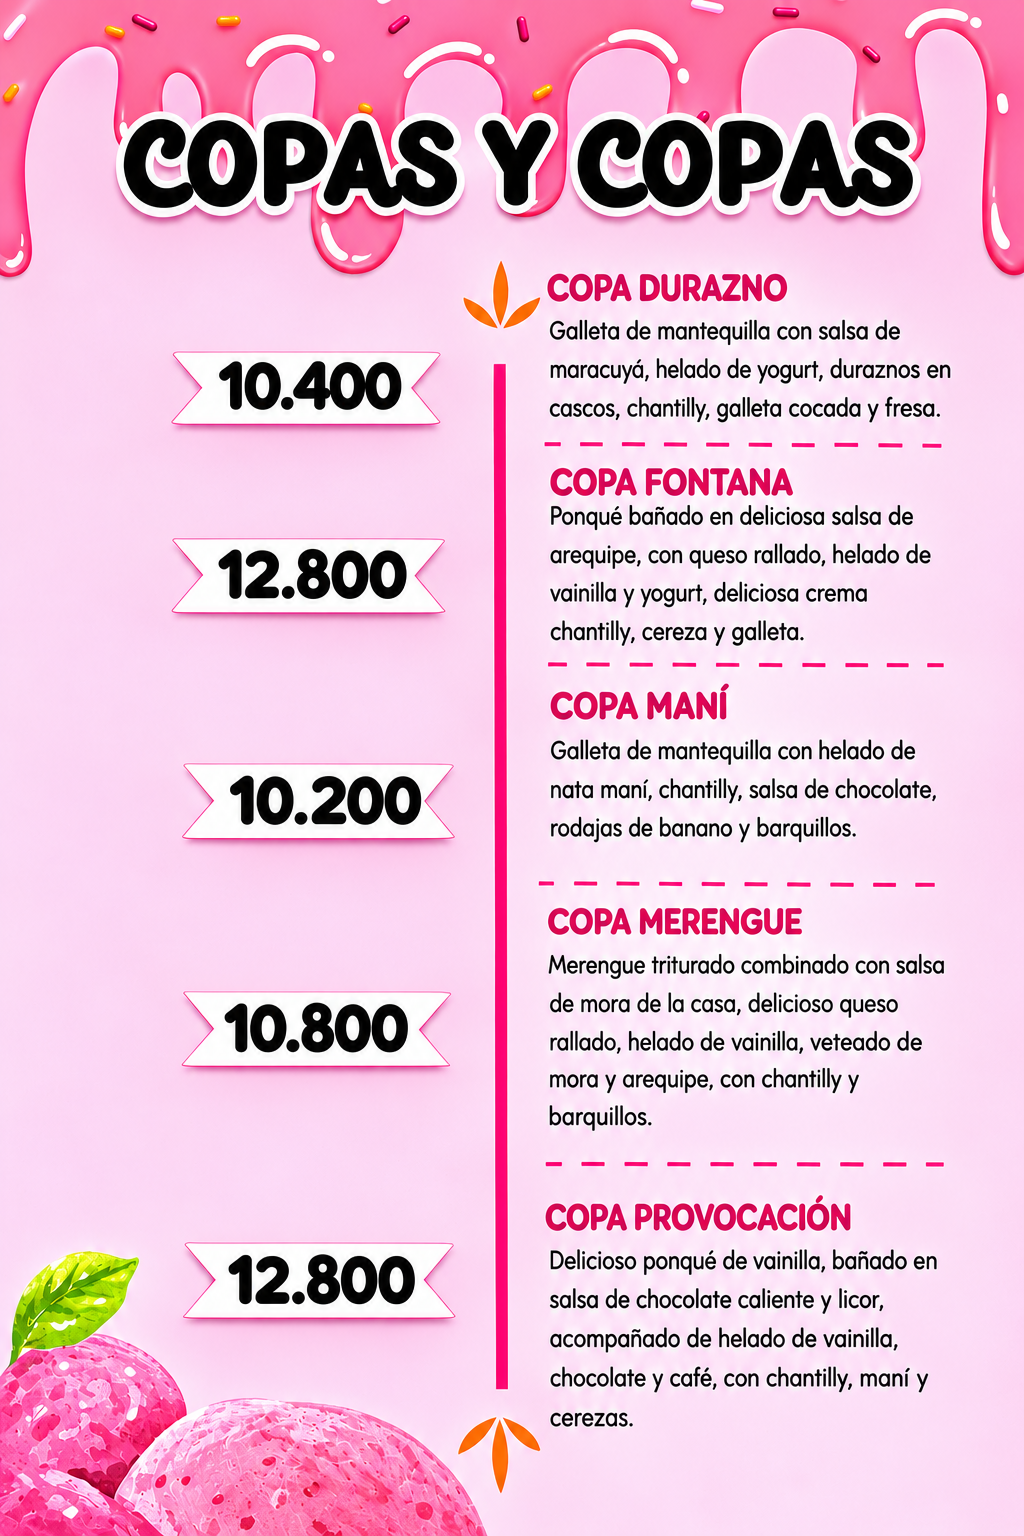 COPAS Y COPAS
COPA DURAZNO
Galleta de mantequilla con salsa de
maracuyá, helado de yogurt, duraznos en
cascos, chantilly, galleta cocada y fresa.
10.400
COPA FONTANA
Ponqué bañado en deliciosa salsa de
arequipe, con queso rallado, helado de
vainilla y yogurt, deliciosa crema
chantilly, cereza y galleta.
12.800
COPA MANÍ
Galleta de mantequilla con helado de
nata maní, chantilly, salsa de chocolate,
rodajas de banano y barquillos.
10.200
COPA MERENGUE
Merengue triturado combinado con salsa
de mora de la casa, delicioso queso
rallado, helado de vainilla, veteado de
mora y arequipe, con chantilly y
barquillos.
10.800
COPA PROVOCACIÓN
Delicioso ponqué de vainilla, bañado en
salsa de chocolate caliente y licor,
acompañado de helado de vainilla,
chocolate y café, con chantilly, maní y
cerezas.
12.800